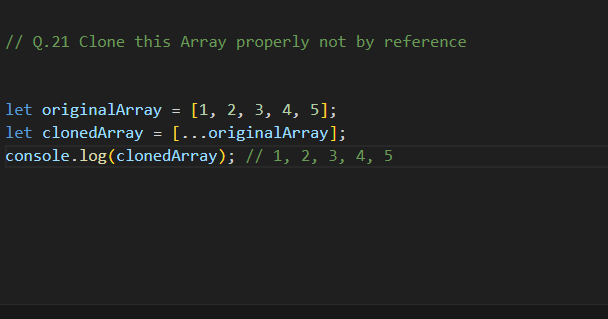 // Q.21 Clone this Array properly not by reference
let originalArray = [1, 2, 3, 4, 5];
let clonedArray = [...originalArray];
console.log(clonedArray); // 1, 2, 3, 4, 5